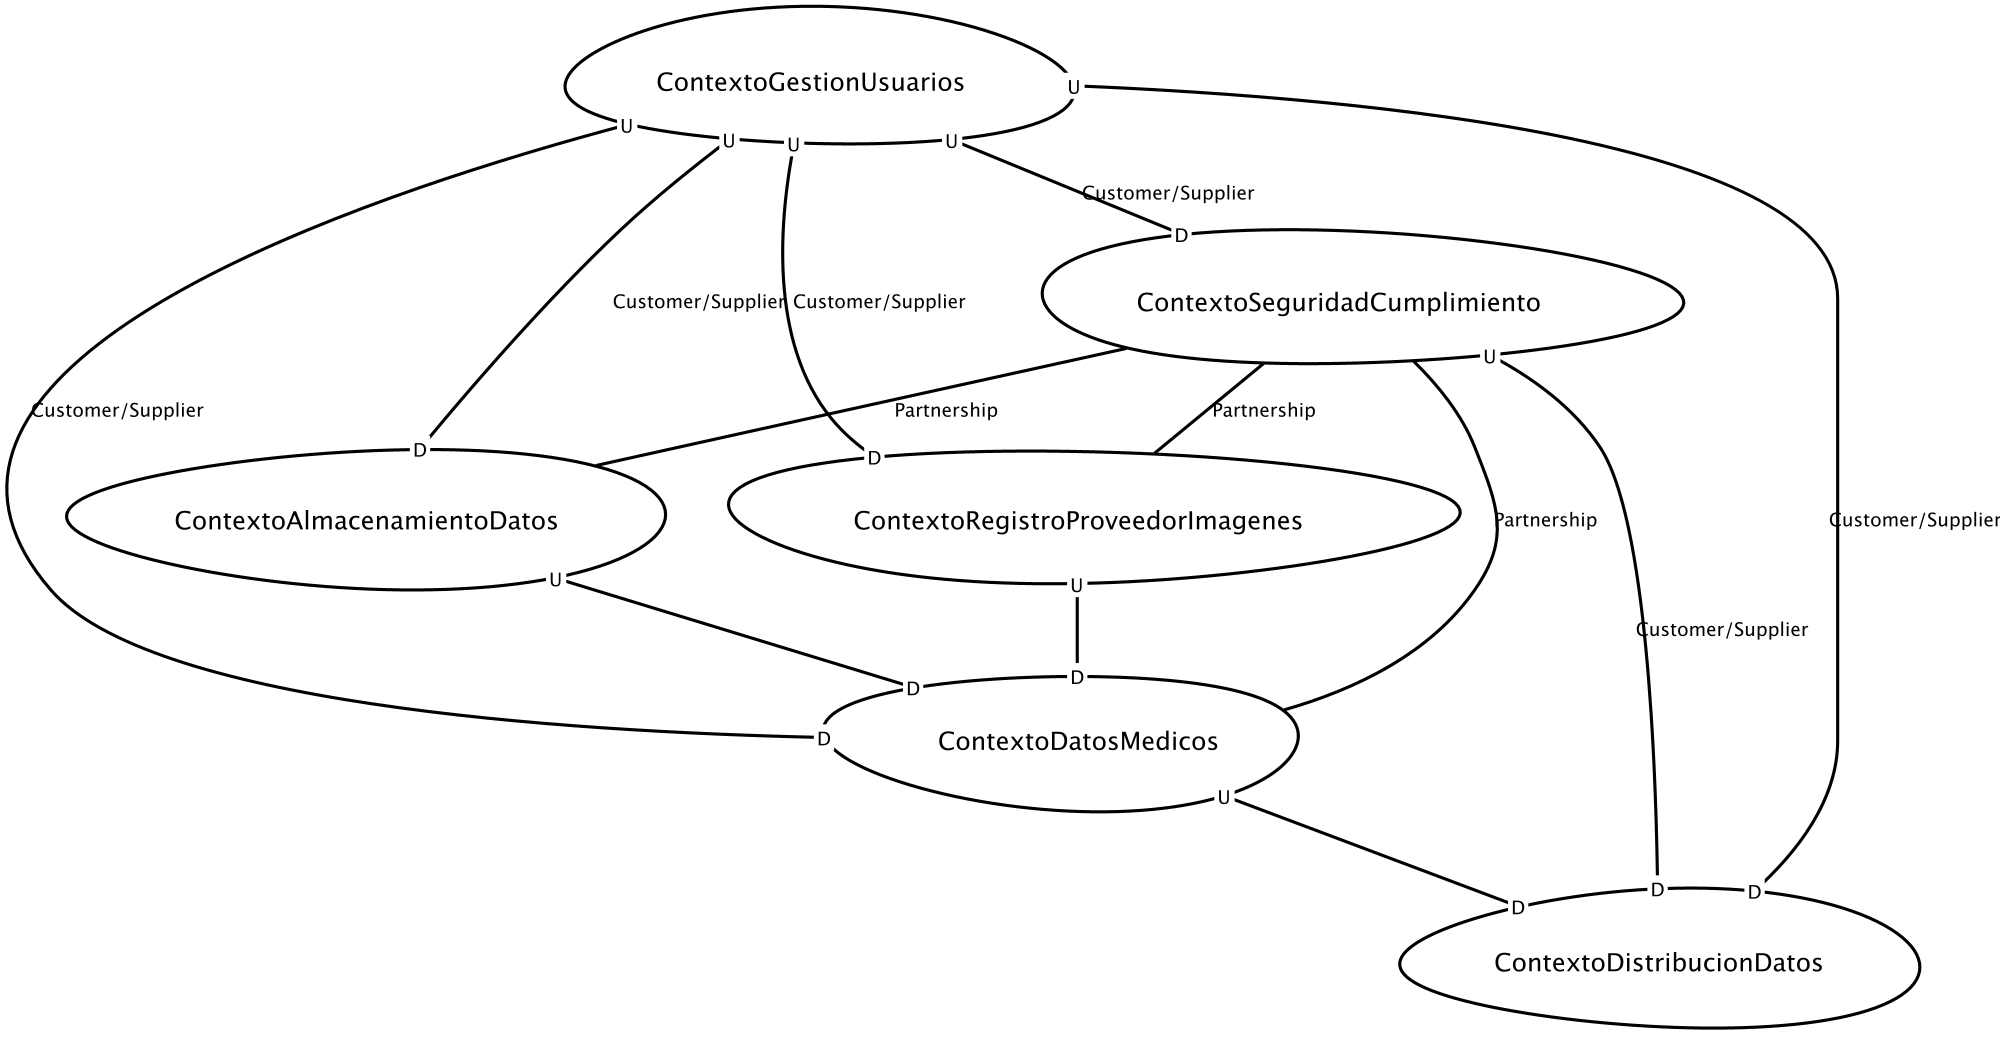 ContextoGestionUsuarios
U
U
U
U
U
Customer/Supplier
D
Customer/Supplier
Customer/Supplier
ContextoSeguridadCumplimiento
U
Customer/Supplier
Partnership
Partnership
D
D
ContextoAlmacenamientoDatos
ContextoRegistroProveedorImagenes
Partnership
Customer/Supplier
U
U
Customer/Supplier
D
D
D
ContextoDatosMedicos
U
D
D
D
ContextoDistribucionDatos